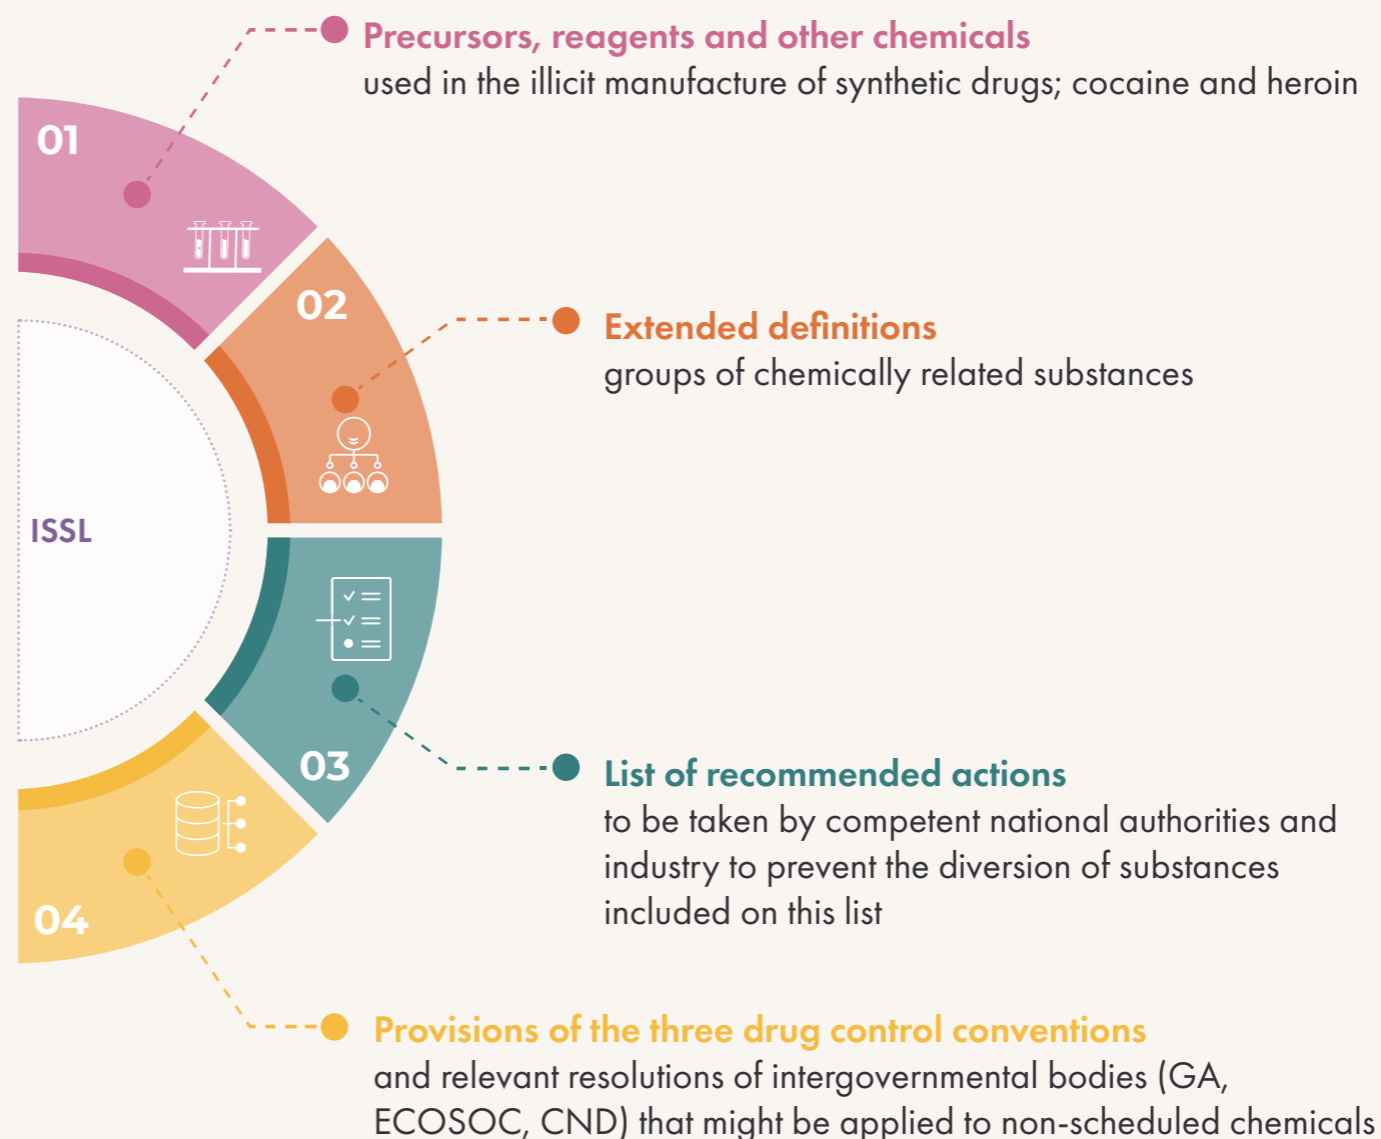 Precursors, reagents and other chemicals
used in the illicit manufacture of synthetic drugs; cocaine and heroin
01
02
Extended definitions
groups of chemically related substances
ISSL
03
List of recommended actions
to be taken by competent national authorities and
industry to prevent the diversion of substances
included on this list
04
Provisions of the three drug control conventions
and relevant resolutions of intergovernmental bodies (GA,
ECOSOC, CND) that might be applied to non-scheduled chemicals